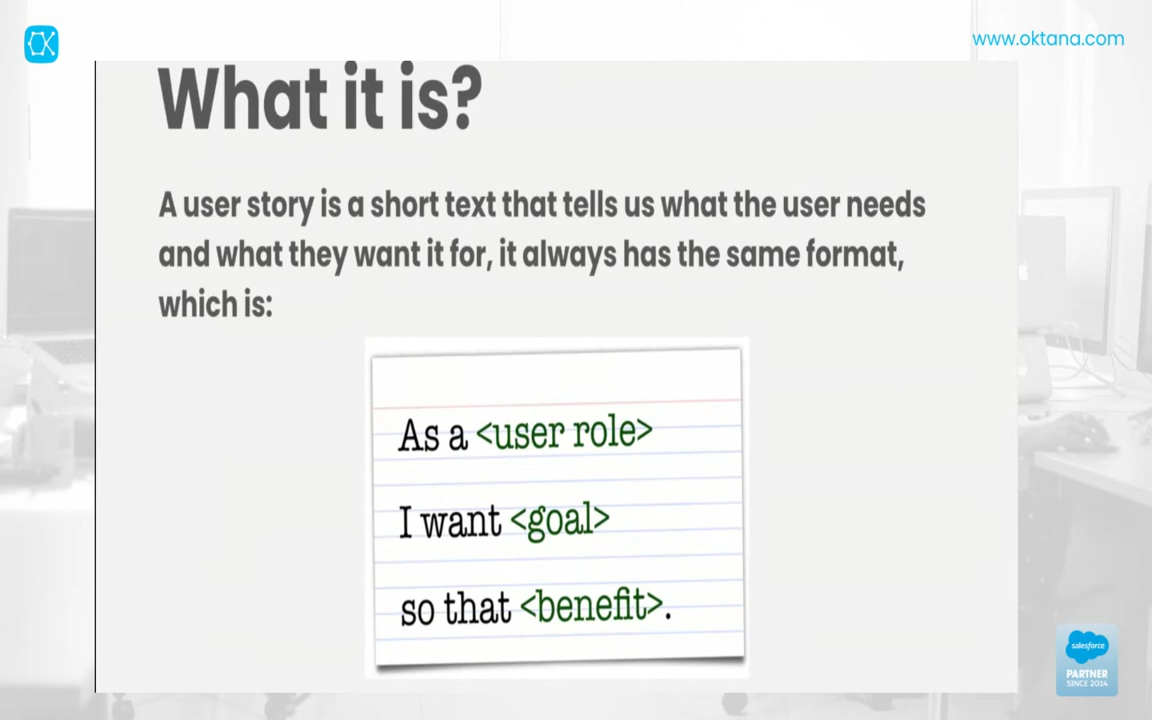 www.oktana.com
What it is?
A user story is a short text that tells us what the user needs
and what they want it for, it always has the same format,
which is:
As a <user role>
I want <goal>
so that <benefit>.
salesforce
PARTNER
SINCE 2014